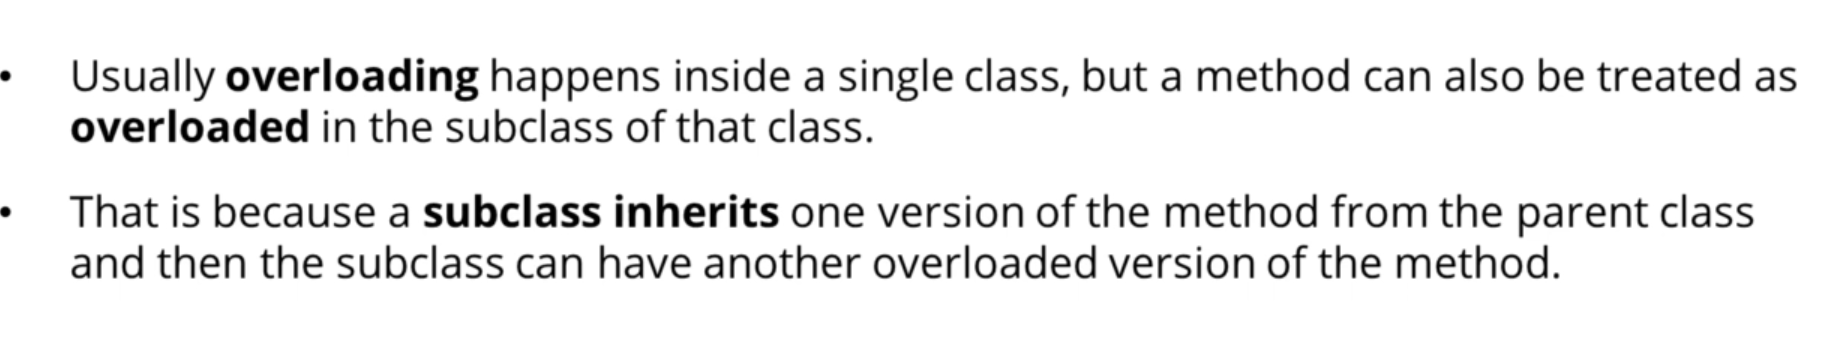 • Usually overloading happens inside a single class, but a method can also be treated as
overloaded in the subclass of that class.
• That is because a subclass inherits one version of the method from the parent class
and then the subclass can have another overloaded version of the method.